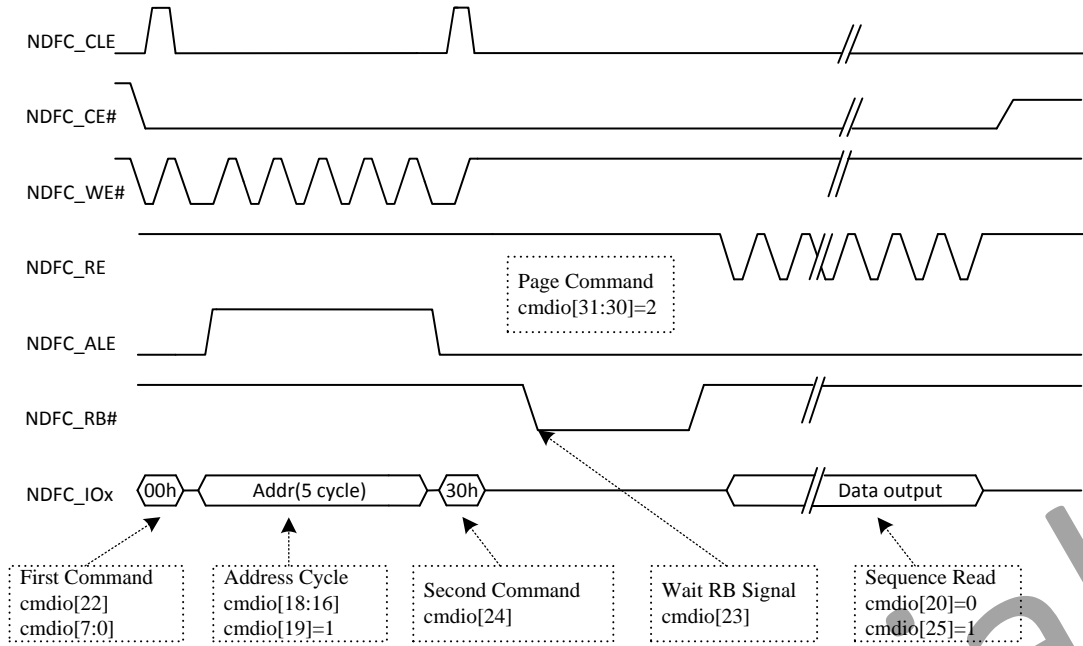 NDFC_CLE
NDFC_CE#
NDFC_WE#
NDFC_RE
Page Command
cmdio[31:30]=2
NDFC_ALE
NDFC_RB#
NDFC_IOx
00h
Addr(5 cycle)
30h
Data output
First Command
cmdio[22]
cmdio[7:0]
Address Cycle
cmdio[18:16]
cmdio[19]=1
Second Command
cmdio[24]
Wait RB Signal
cmdio[23]
Sequence Read
cmdio[20]=0
cmdio[25]=1